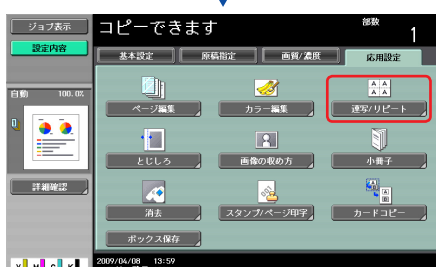 ジョブ表示
コピーできます
部数
1
設定内容
基本設定
原稿指定
画質/濃度
応用設定
自動 100.0%
ページ編集
カラー編集
連写/リピート
とじしろ
画像の収め方
小冊子
詳細確認
消去
スタンプ/ページ印字
カードコピー
ボックス保存
Y M C K
2009/04/08 13:59